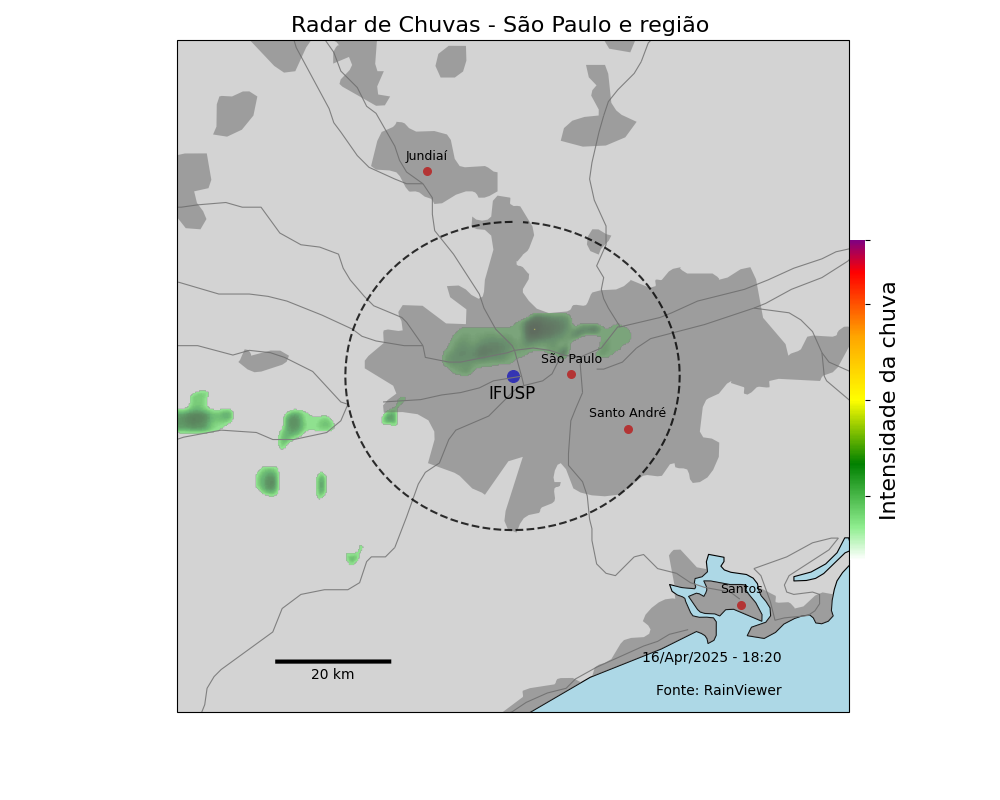 Radar de Chuvas - São Paulo e região
Jundiaí
São Paulo
IFUSP
Santo André
Intensidade da chuva
Santos
16/Apr/2025 - 18:20
20 km
Fonte: RainViewer